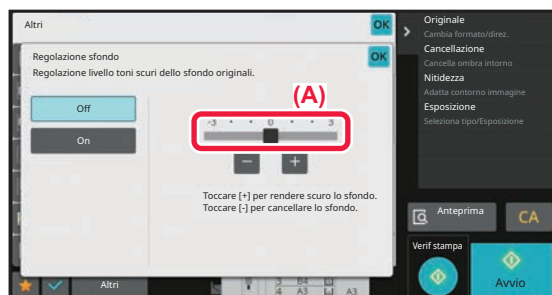 Altri
OK
Originale
Cambia formato/direz.
Cancellazione
Cancella ombra intorno
Nitidezza
Adatta contorno immagine
Esposizione
Seleziona tipo/Esposizione
Regolazione sfondo
OK
Regolazione livello toni scuri dello sfondo originali.
(A)
Off
On
-3 • • 0 • • 3
− +
Toccare [+] per rendere scuro lo sfondo.
Toccare [-] per cancellare lo sfondo.
Anteprima
CA
Verif stampa
Avvio
Altri
3 B4
4 A3 A3